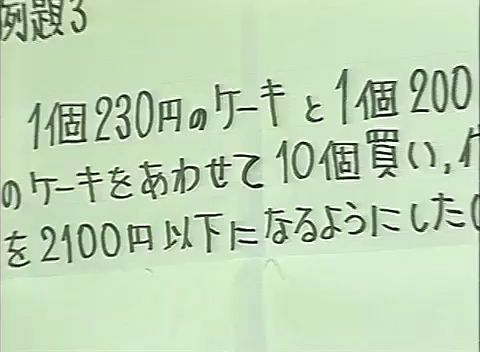 例題3
1個230円のケーキと1個200
のケーキをあわせて10個買い,
を2100円以下になるようにした